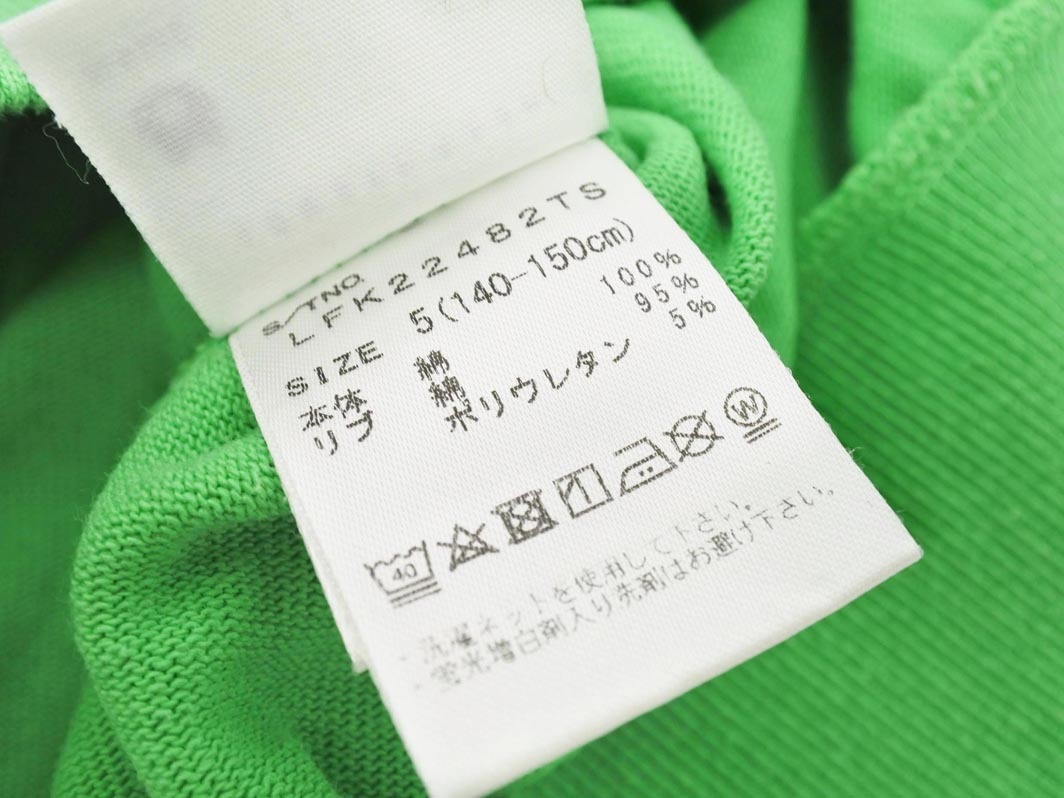 S/TNO.
LFK22482TS
SIZE 5(140-150cm)
本体 綿 100%
リブ 綿 95%
ポリウレタン 5%
40 W
・洗濯ネットを使用して下さい。
・蛍光増白剤入り洗剤はお避け下さい。